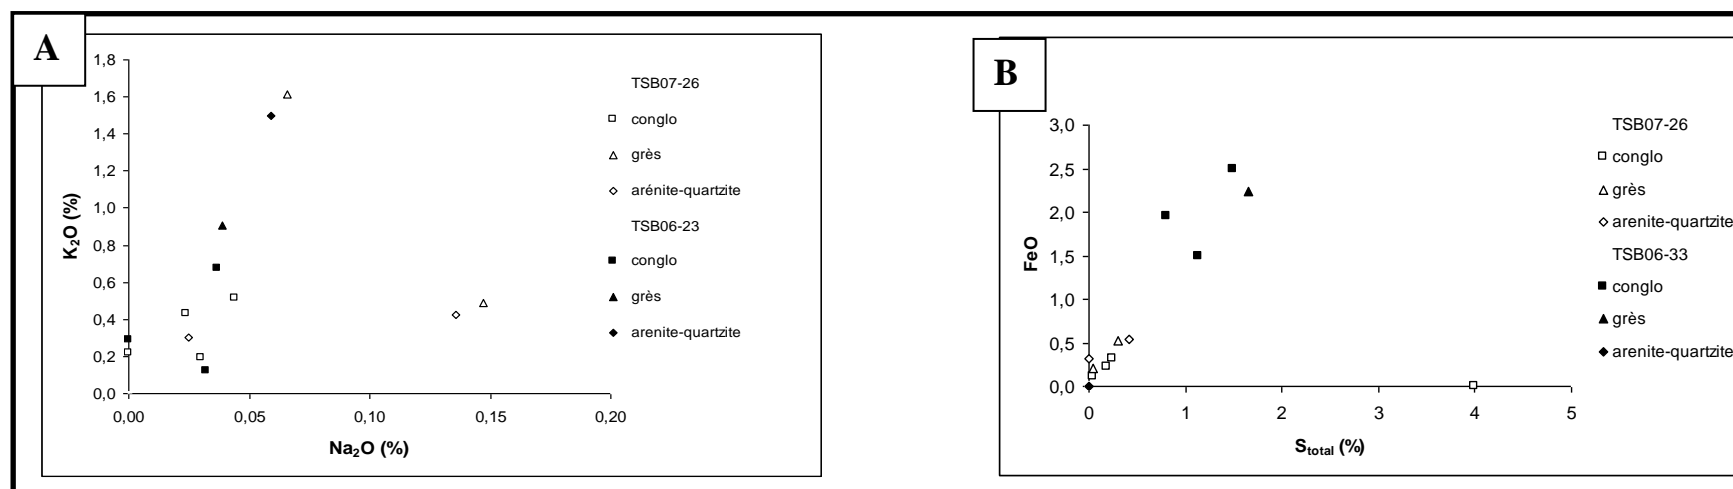 A
1,8
1,6
1,4
1,2
1,0
0,8
0,6
0,4
0,2
0,0
K₂O (%)
0,00 0,05 0,10 0,15 0,20
Na₂O (%)
TSB07-26
conglo
grès
arénite-quartzite
TSB06-23
conglo
grès
arenite-quartzite
B
3,0
2,5
2,0
1,5
1,0
0,5
0,0
FeO
0 1 2 3 4 5
Stotal (%)
TSB07-26
conglo
grès
arenite-quartzite
TSB06-33
conglo
grès
arenite-quartzite